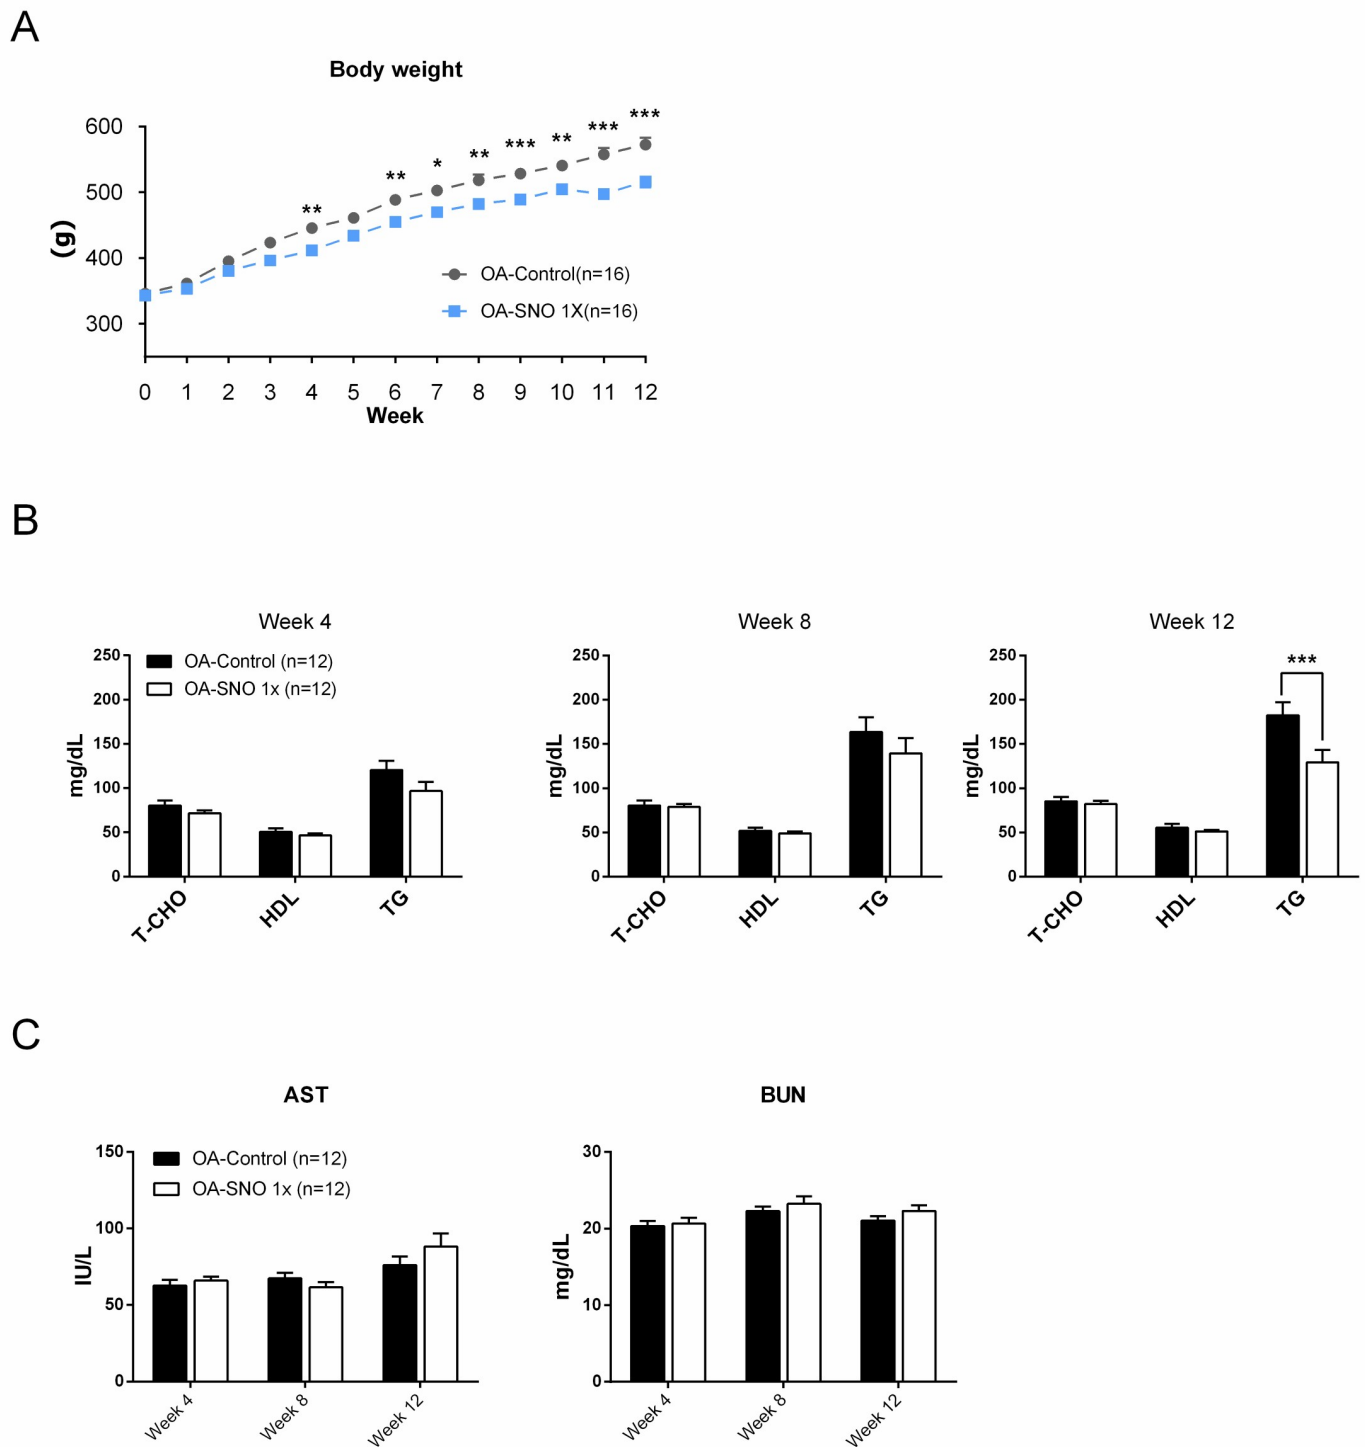 A
Body weight
600
500
400
300
(g)
** ** * ** *** ** *** ***
OA-Control(n=16)
OA-SNO 1X(n=16)
0 1 2 3 4 5 6 7 8 9 10 11 12
Week
B
Week 4
250
200
150
100
50
0
mg/dL
OA-Control (n=12)
OA-SNO 1x (n=12)
T-CHO HDL TG
Week 8
250
200
150
100
50
0
mg/dL
T-CHO HDL TG
Week 12
250
200
150
100
50
0
mg/dL
***
T-CHO HDL TG
C
AST
150
100
50
0
IU/L
OA-Control (n=12)
OA-SNO 1x (n=12)
Week 4 Week 8 Week 12
BUN
30
20
10
0
mg/dL
Week 4 Week 8 Week 12